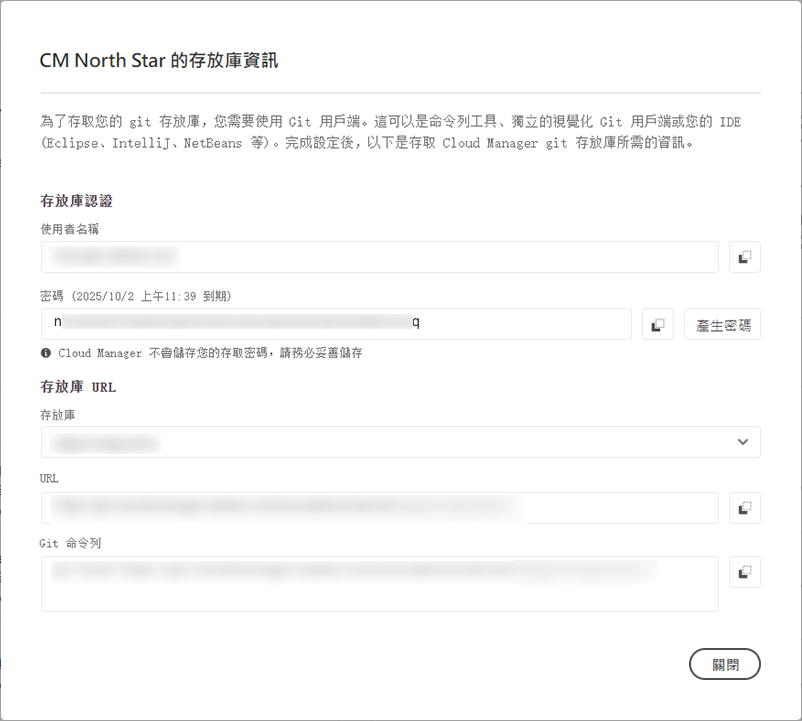 CM North Star 的存放庫資訊
為了存取您的 git 存放庫，您需要使用 Git 用戶端。這可以是命令列工具、獨立的視覺化 Git 用戶端或您的 IDE
(Eclipse、IntelliJ、NetBeans 等)。完成設定後，以下是存取 Cloud Manager git 存放庫所需的資訊。
存放庫認證
使用者名稱
密碼 (2025/10/2 上午11:39 到期)
n q
產生密碼
Cloud Manager 不會儲存您的存取密碼，請務必妥善儲存
存放庫 URL
存放庫
URL
Git 命令列
關閉